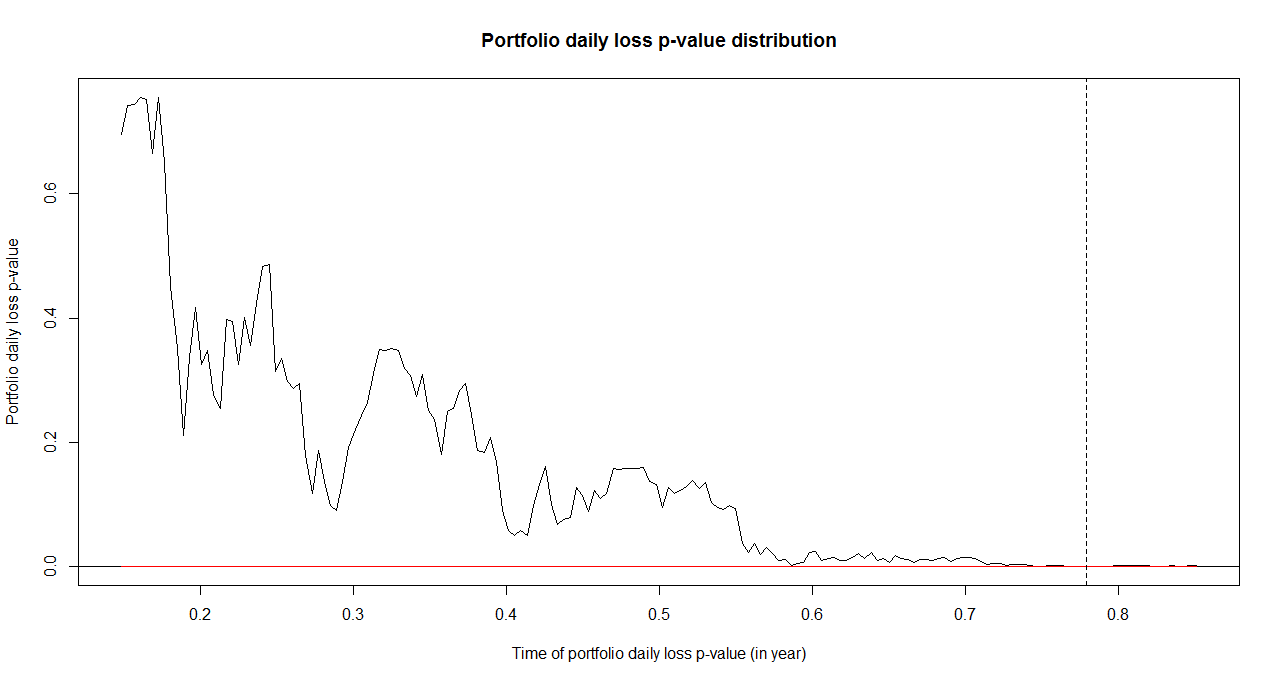 Portfolio daily loss p-value distribution
Portfolio daily loss p-value
0.6
0.4
0.2
0.0
0.2 0.3 0.4 0.5 0.6 0.7 0.8
Time of portfolio daily loss p-value (in year)